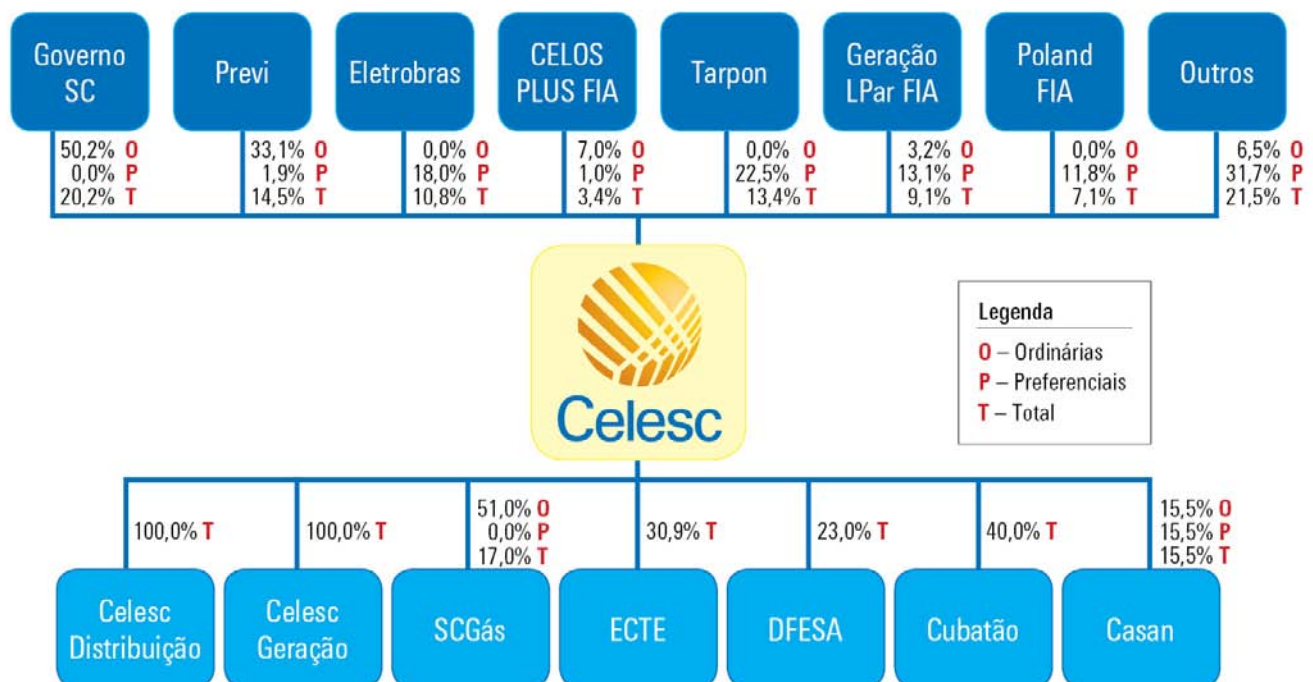 Governo
SC
Previ
Eletrobras
CELOS
PLUS FIA
Tarpon
Geração
LPar FIA
Poland
FIA
Outros
50,2% O
0,0% P
20,2% T
33,1% O
1,9% P
14,5% T
0,0% O
18,0% P
10,8% T
7,0% O
1,0% P
3,4% T
0,0% O
22,5% P
13,4% T
3,2% O
13,1% P
9,1% T
0,0% O
11,8% P
7,1% T
6,5% O
31,7% P
21,5% T
Celesc
Legenda
O – Ordinárias
P – Preferenciais
T – Total
100,0% T
100,0% T
51,0% O
0,0% P
17,0% T
30,9% T
23,0% T
40,0% T
15,5% O
15,5% P
15,5% T
Celesc
Distribuição
Celesc
Geração
SCGás
ECTE
DFESA
Cubatão
Casan